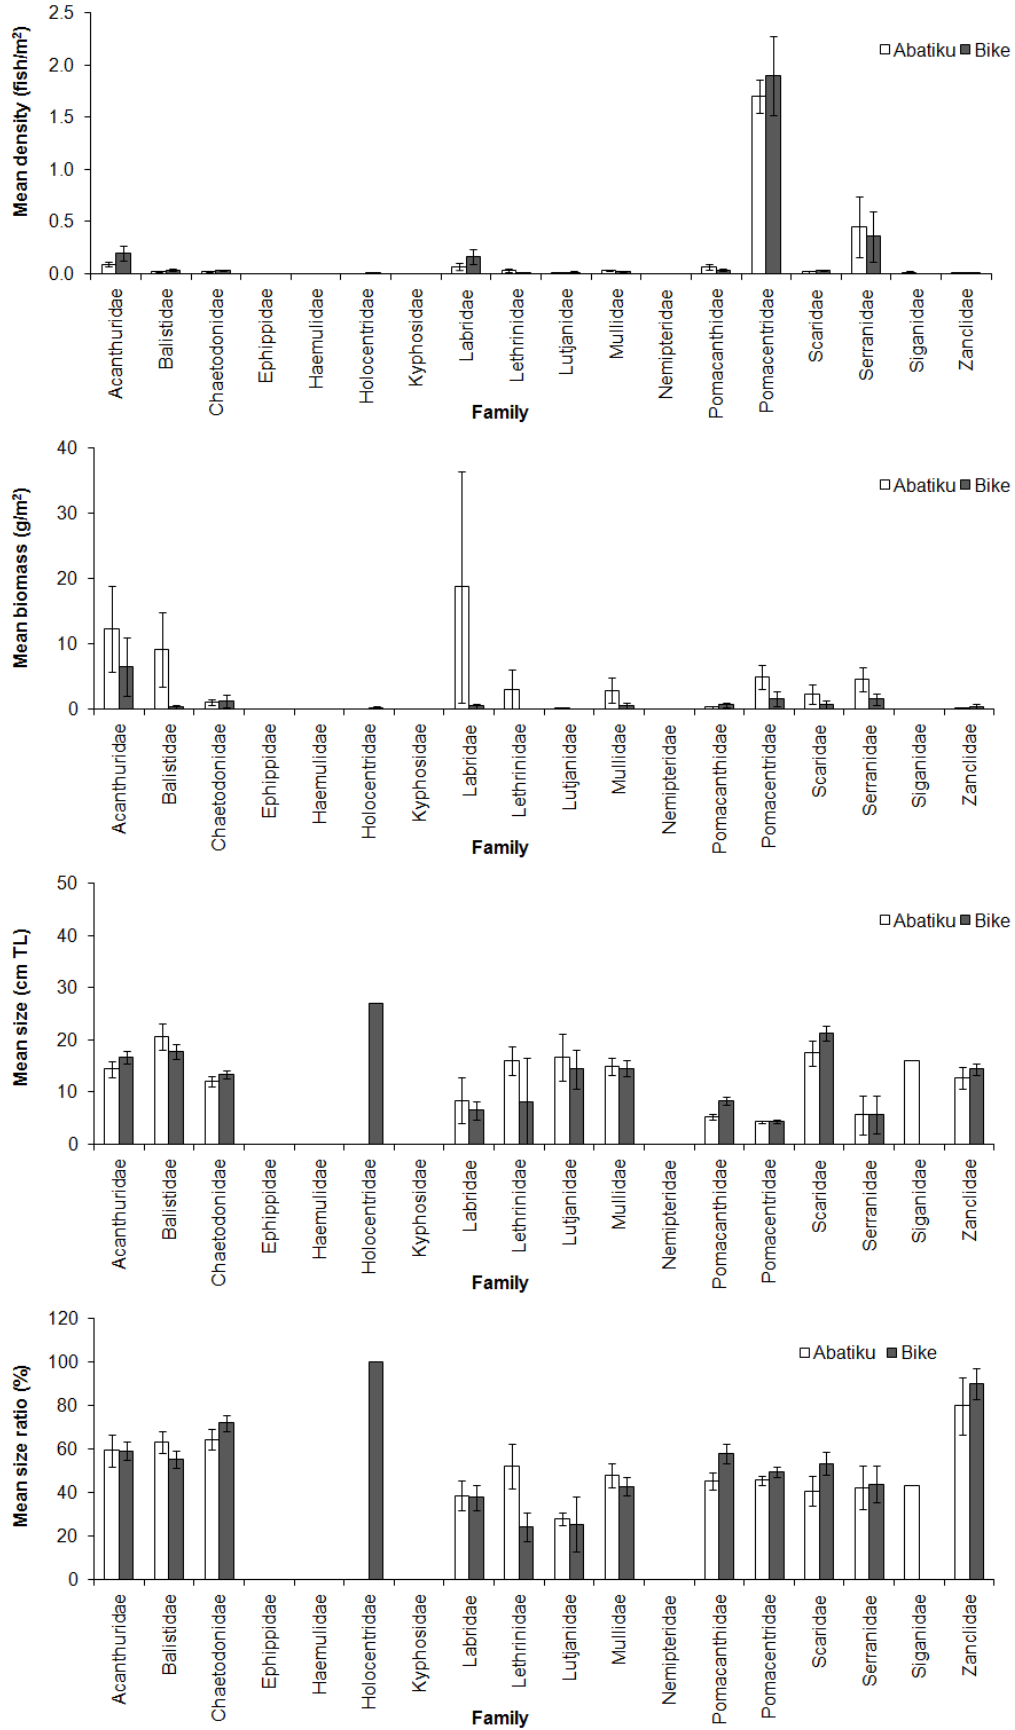 Mean density (fish/m²)
2.5
2.0
1.5
1.0
0.5
0.0
Abatiku Bike
Acanthuridae
Balistidae
Chaetodonidae
Ephippidae
Haemulidae
Holocentridae
Kyphosidae
Labridae
Lethrinidae
Lutjanidae
Mullidae
Nemipteridae
Pomacanthidae
Pomacentridae
Scaridae
Serranidae
Siganidae
Zanclidae
Family
Mean biomass (g/m²)
40
30
20
10
0
Abatiku Bike
Acanthuridae
Balistidae
Chaetodonidae
Ephippidae
Haemulidae
Holocentridae
Kyphosidae
Labridae
Lethrinidae
Lutjanidae
Mullidae
Nemipteridae
Pomacanthidae
Pomacentridae
Scaridae
Serranidae
Siganidae
Zanclidae
Family
Mean size (cm TL)
50
40
30
20
10
0
Abatiku Bike
Acanthuridae
Balistidae
Chaetodonidae
Ephippidae
Haemulidae
Holocentridae
Kyphosidae
Labridae
Lethrinidae
Lutjanidae
Mullidae
Nemipteridae
Pomacanthidae
Pomacentridae
Scaridae
Serranidae
Siganidae
Zanclidae
Family
Mean size ratio (%)
120
100
80
60
40
20
0
Abatiku Bike
Acanthuridae
Balistidae
Chaetodonidae
Ephippidae
Haemulidae
Holocentridae
Kyphosidae
Labridae
Lethrinidae
Lutjanidae
Mullidae
Nemipteridae
Pomacanthidae
Pomacentridae
Scaridae
Serranidae
Siganidae
Zanclidae
Family